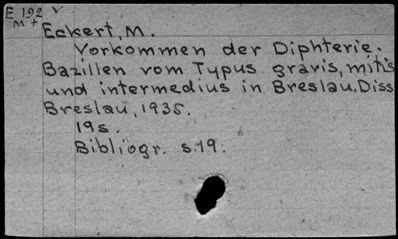 E 192 v
M +
Eckert, M.
Vorkommen der Diphterie.
Bazillen vom Typus gravis, mitis
und intermedius in Breslau. Diss
Breslau, 1935.
19 s.
Bibliogr. s. 19.